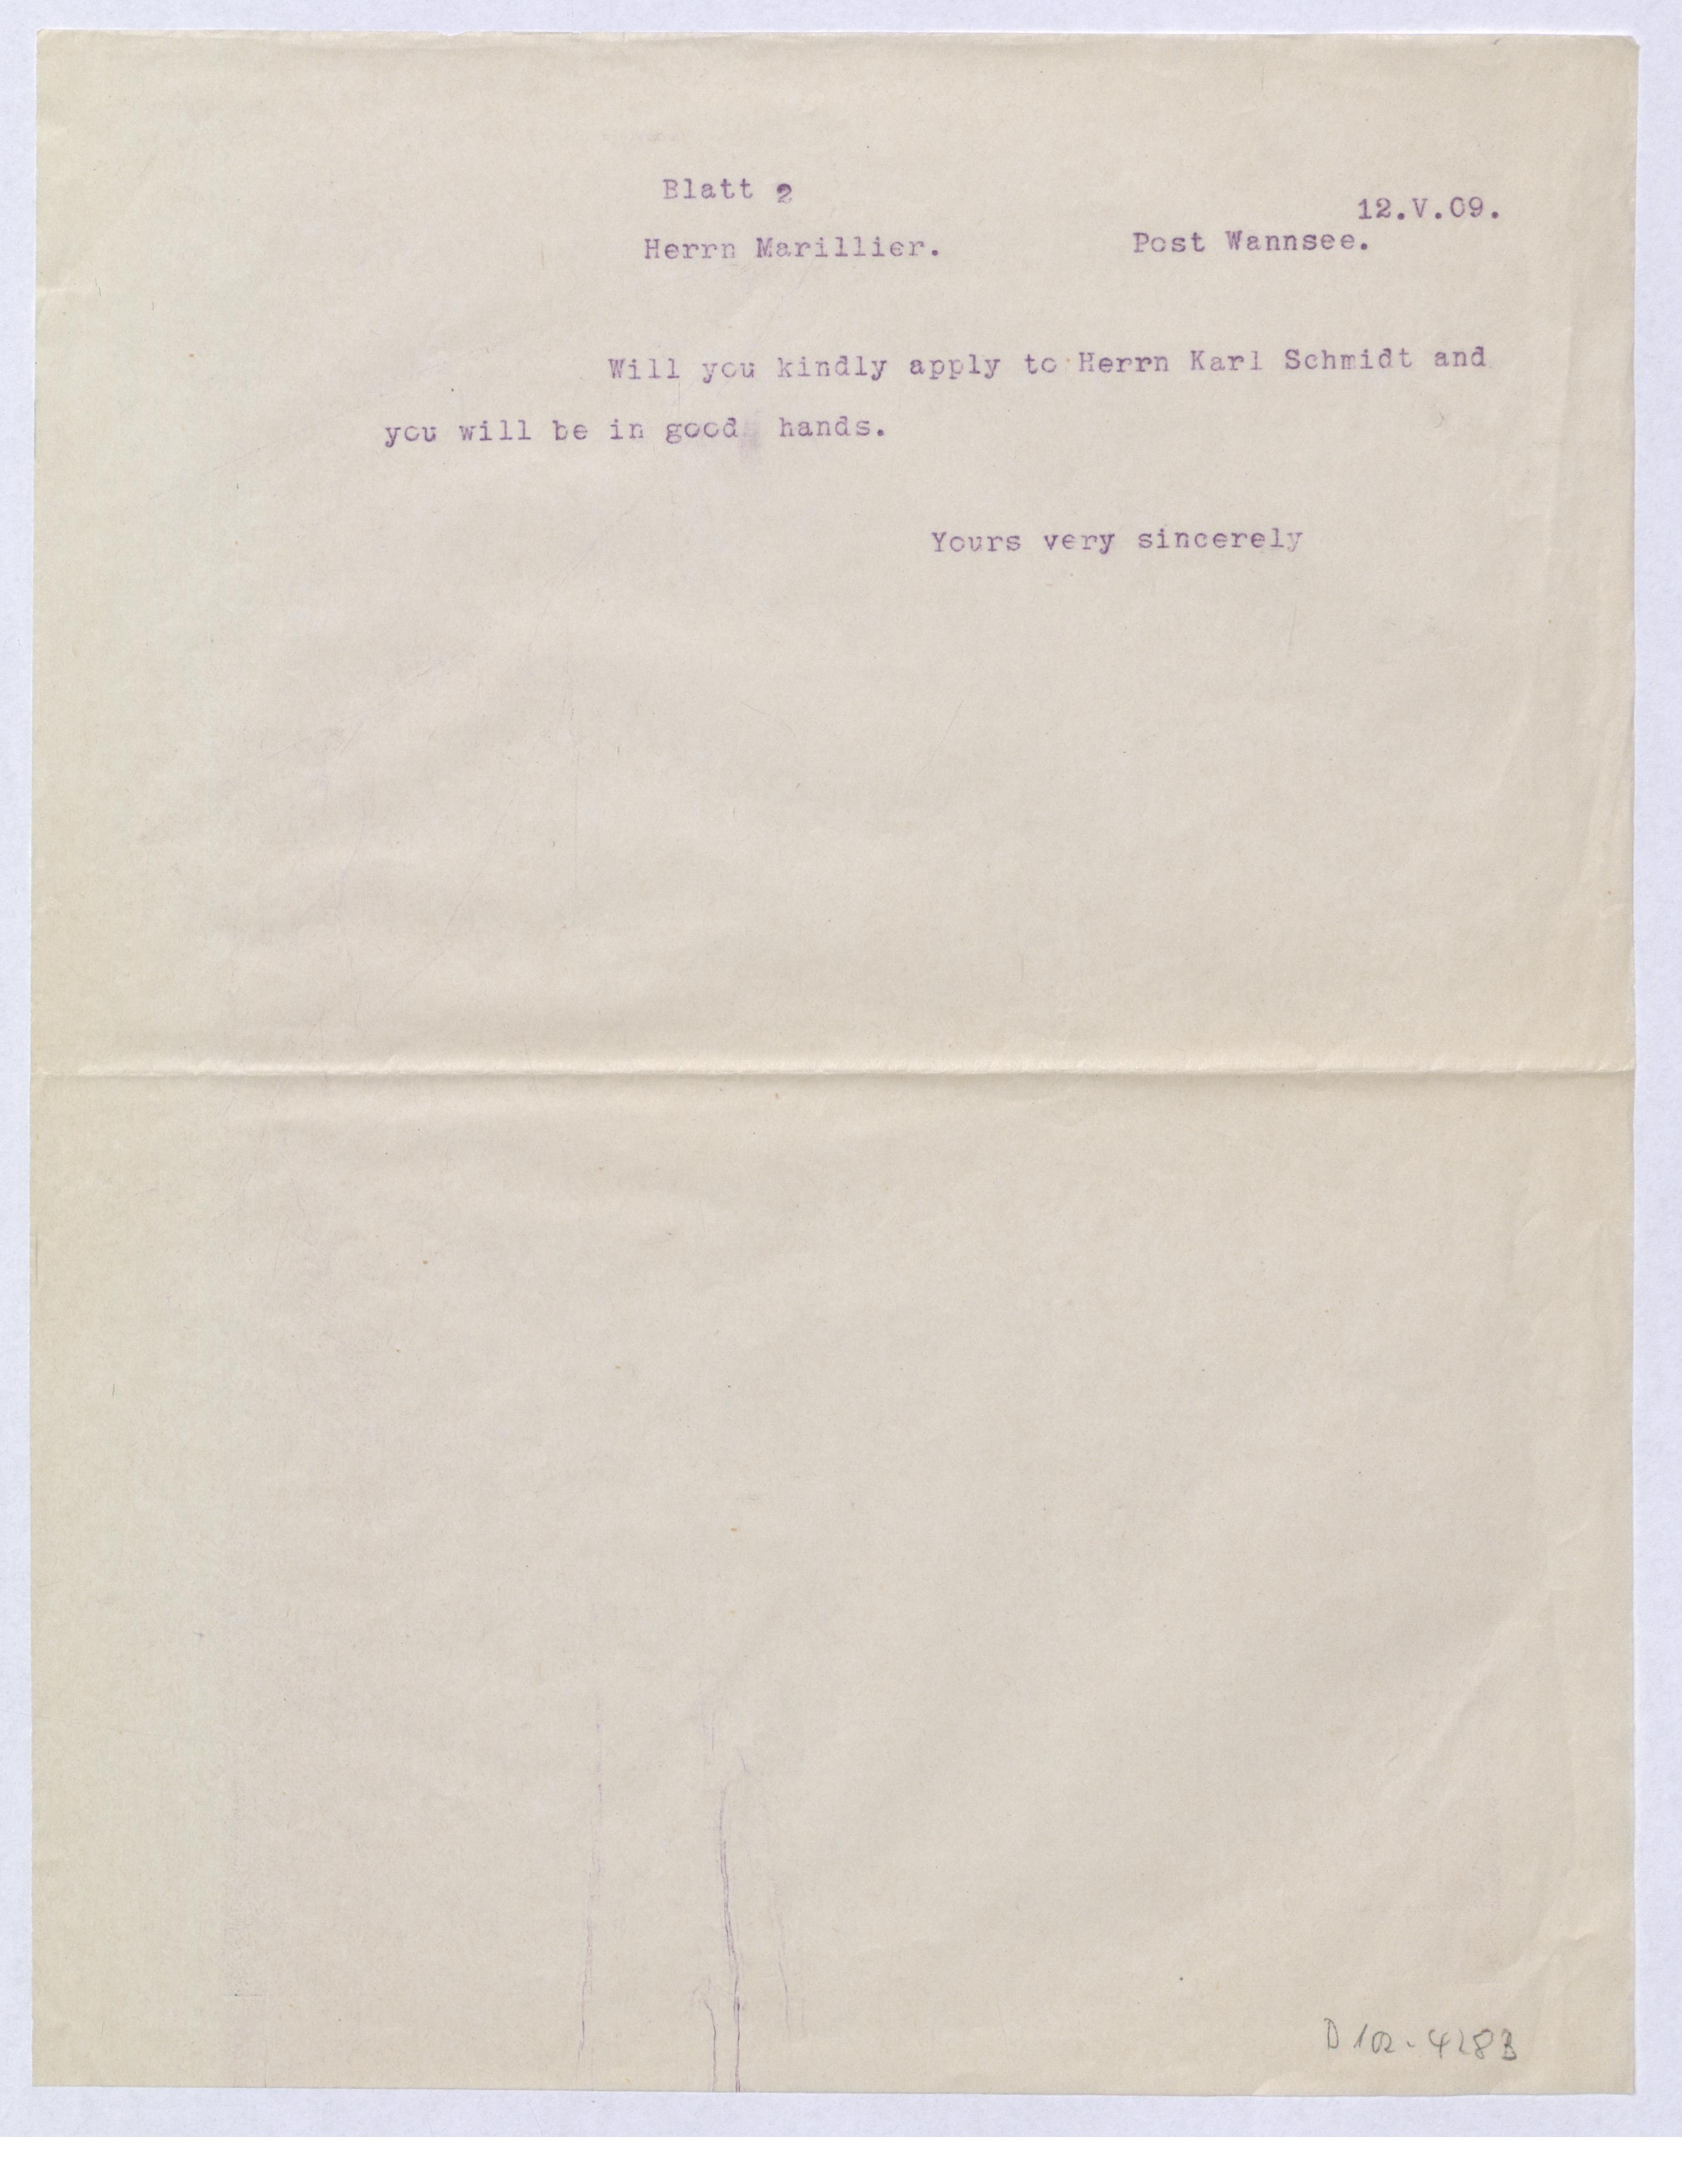 Blatt 2
12.V.09.
Herrn Marillier.
Post Wannsee.
Will you kindly apply to Herrn Karl Schmidt and
you will be in good hands.
Yours very sincerely
D 102-4283